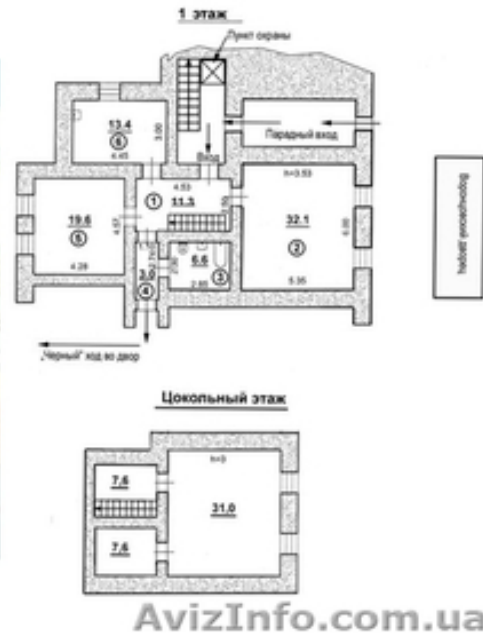 1 этаж
Пункт охраны
13.4
6
3.00
4.45
Парадный вход
Вход
4.53
h=3.53
1
11.3
19.6
5
4.57
4.28
32.1
2
6.00
5.35
6.6
3
2.85
3.0
4
„Черный" ход во двор
Воронцовский дворец
Цокольный этаж
h=3
7,6
31,0
7,6
AvizInfo.com.ua